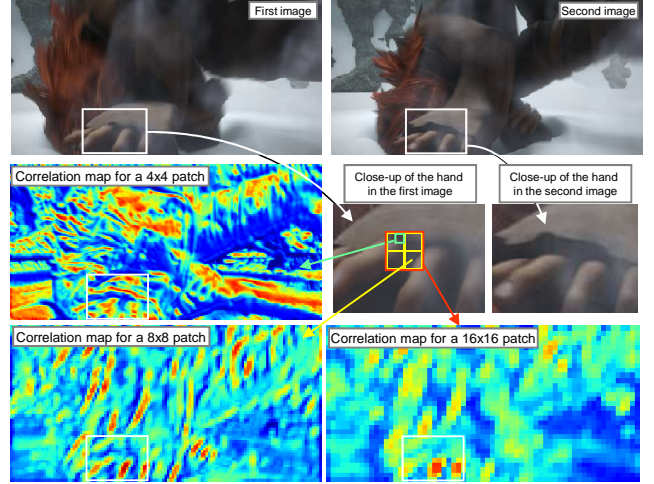 First image
Second image
Correlation map for a 4x4 patch
Close-up of the hand
in the first image
Close-up of the hand
in the second image
Correlation map for a 8x8 patch
Correlation map for a 16x16 patch